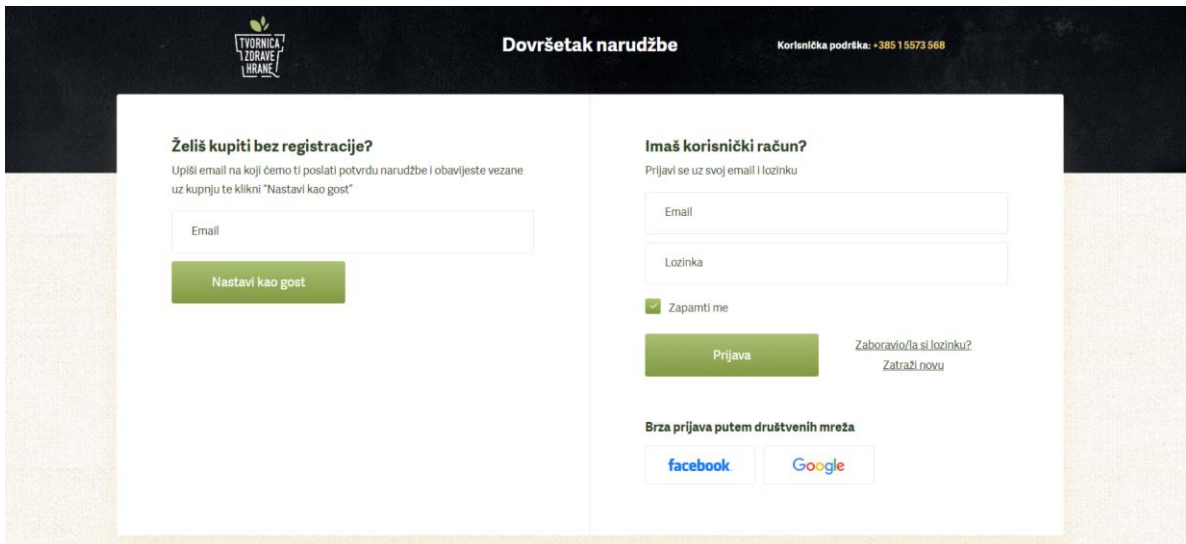 TVORNICA
ZDRAVE
HRANE
Dovršetak narudžbe
Korisnička podrška: +385 1 5573 568
Želiš kupiti bez registracije?
Upiši email na koji ćemo ti poslati potvrdu narudžbe i obavijeste vezane
uz kupnju te klikni "Nastavi kao gost"
Email
Nastavi kao gost
Imaš korisnički račun?
Prijavi se uz svoj email i lozinku
Email
Lozinka
Zapamti me
Prijava
Zaboravio/la si lozinku?
Zatraži novu
Brza prijava putem društvenih mreža
facebook
Google